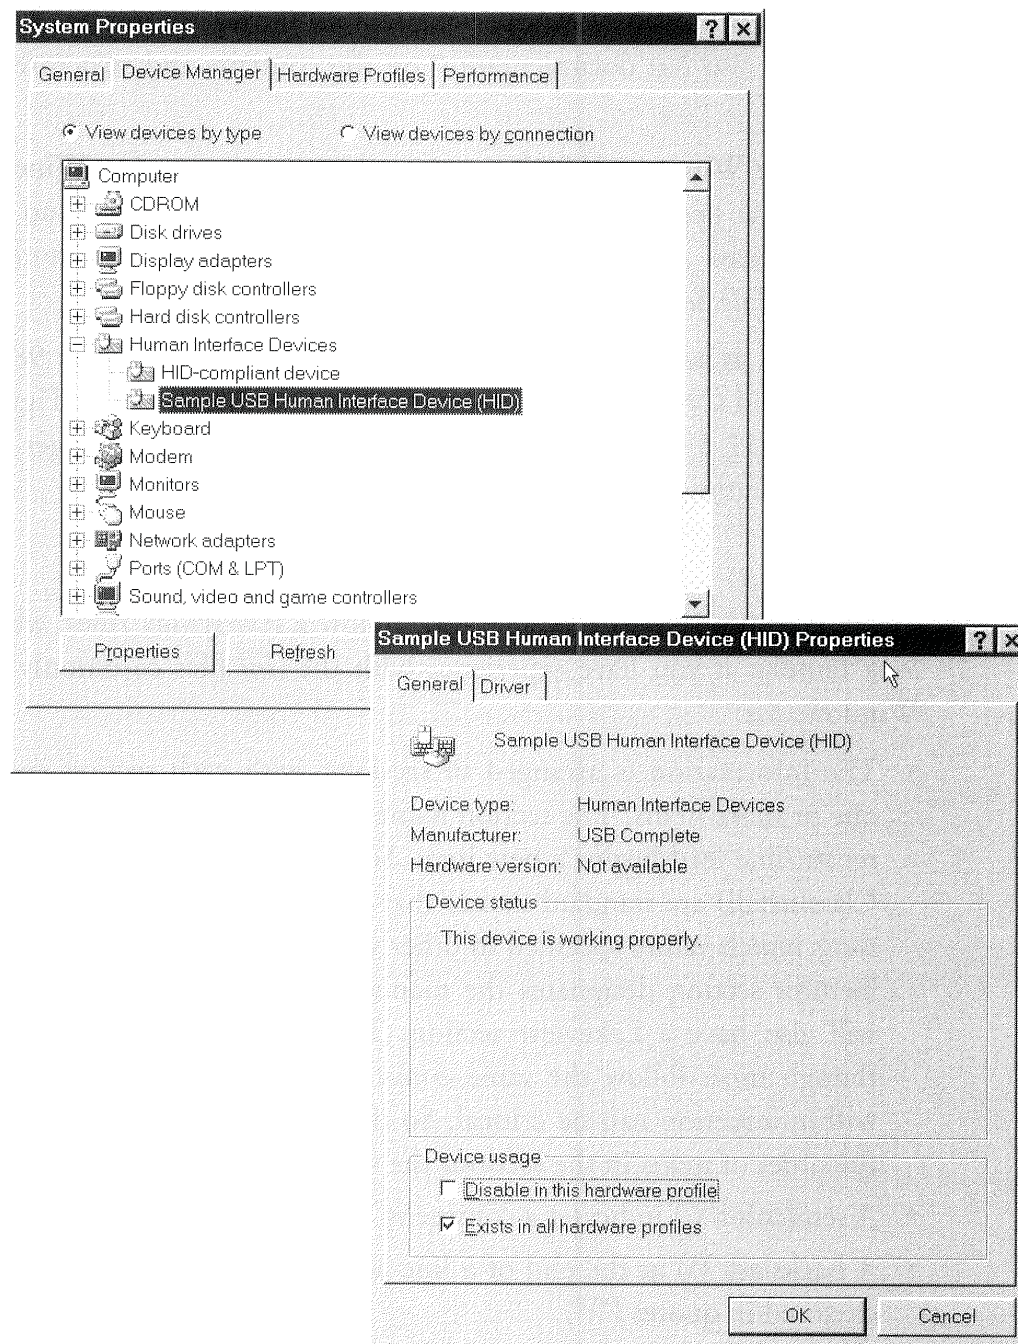 System Properties
General Device Manager Hardware Profiles Performance
View devices by type View devices by connection
Computer
CDROM
Disk drives
Display adapters
Floppy disk controllers
Hard disk controllers
Human Interface Devices
HID-compliant device
Sample USB Human Interface Device (HID)
Keyboard
Modem
Monitors
Mouse
Network adapters
Ports (COM & LPT)
Sound, video and game controllers
Properties Refresh
Sample USB Human Interface Device (HID) Properties
General Driver
Sample USB Human Interface Device (HID)
Device type: Human Interface Devices
Manufacturer: USB Complete
Hardware version: Not available
Device status
This device is working properly.
Device usage
Disable in this hardware profile
Exists in all hardware profiles
OK Cancel